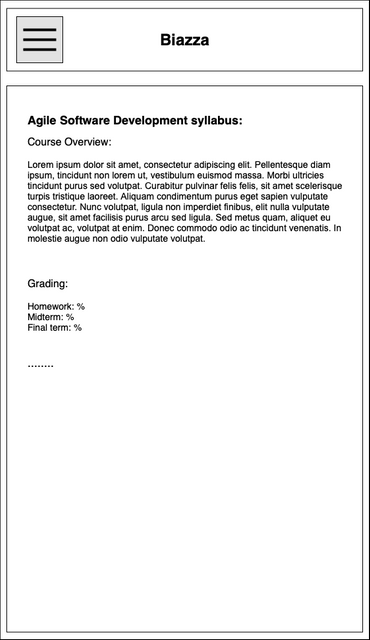 Biazza
Agile Software Development syllabus:
Course Overview:
Lorem ipsum dolor sit amet, consectetur adipiscing elit. Pellentesque diam
ipsum, tincidunt non lorem ut, vestibulum euismod massa. Morbi ultricies
tincidunt purus sed volutpat. Curabitur pulvinar felis felis, sit amet scelerisque
turpis tristique laoreet. Aliquam condimentum purus eget sapien vulputate
consectetur. Nunc volutpat, ligula non imperdiet finibus, elit nulla vulputate
augue, sit amet facilisis purus arcu sed ligula. Sed metus quam, aliquet eu
volutpat ac, volutpat at enim. Donec commodo odio ac tincidunt venenatis. In
molestie augue non odio vulputate volutpat.
Grading:
Homework: %
Midterm: %
Final term: %
........